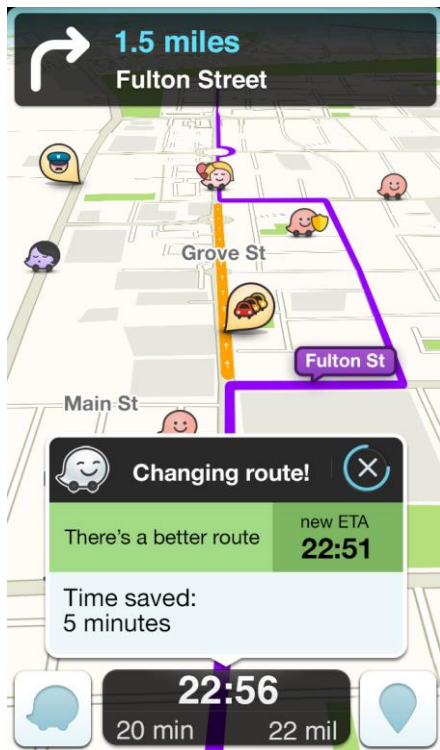 1.5 miles
Fulton Street
Grove St
Fulton St
Main St
Changing route!
There's a better route
new ETA
22:51
Time saved:
5 minutes
22:56
20 min 22 mil